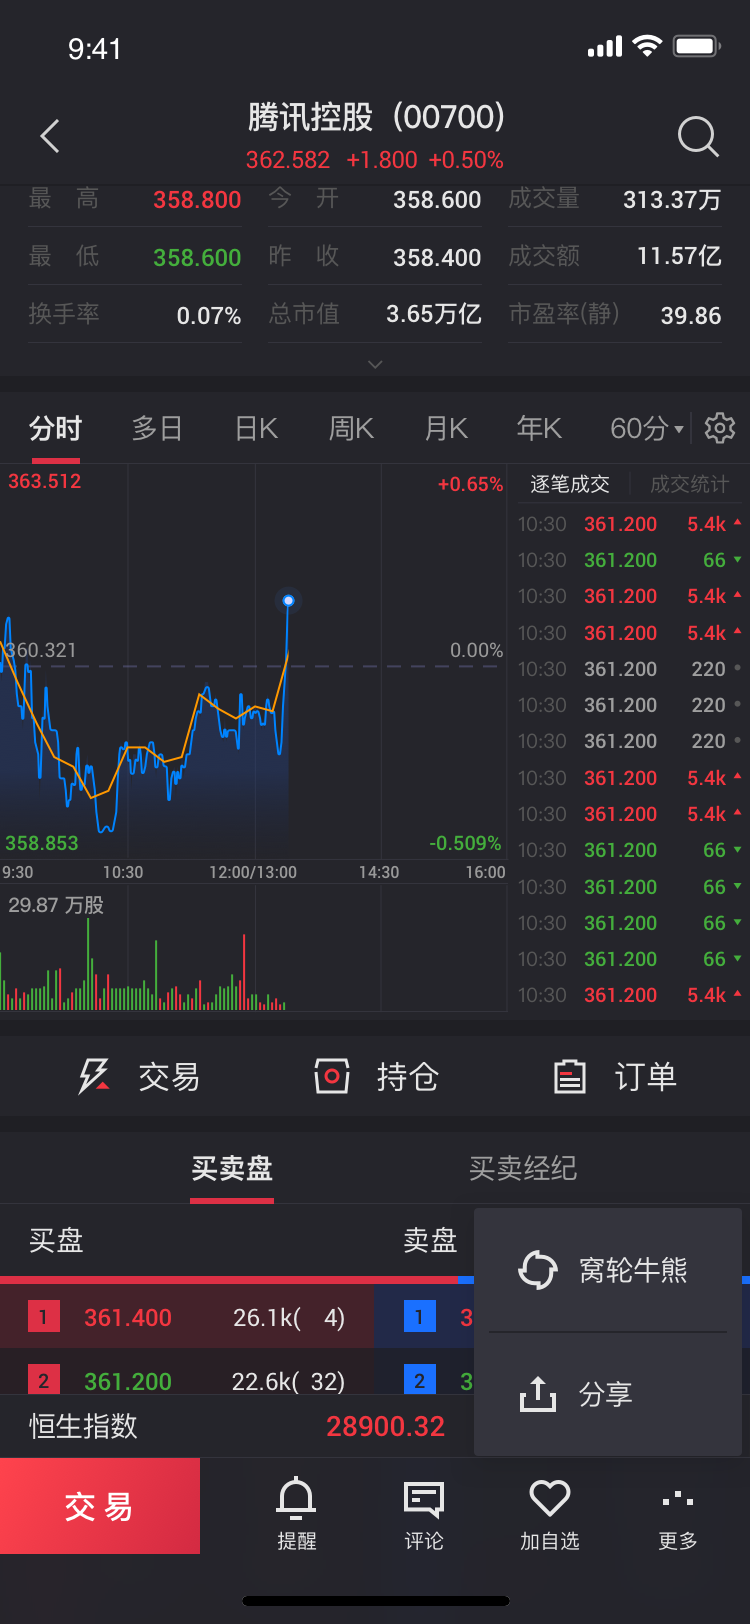 9:41
腾讯控股（00700）
362.582 +1.800 +0.50%
最 高 358.800 今 开 358.600 成交量 313.37万
最 低 358.600 昨 收 358.400 成交额 11.57亿
换手率 0.07% 总市值 3.65万亿 市盈率(静) 39.86
分时 多日 日K 周K 月K 年K 60分
363.512 +0.65%
360.321 0.00%
358.853 -0.509%
9:30 10:30 12:00/13:00 14:30 16:00
29.87 万股
逐笔成交 成交统计
10:30 361.200 5.4k
10:30 361.200 66
10:30 361.200 5.4k
10:30 361.200 5.4k
10:30 361.200 220
10:30 361.200 220
10:30 361.200 220
10:30 361.200 5.4k
10:30 361.200 5.4k
10:30 361.200 66
10:30 361.200 66
10:30 361.200 66
10:30 361.200 66
10:30 361.200 5.4k
交易 持仓 订单
买卖盘 买卖经纪
买盘 卖盘
1 361.400 26.1k( 4) 1 3
2 361.200 22.6k( 32) 2 3
窝轮牛熊
分享
恒生指数 28900.32
交易 提醒 评论 加自选 更多